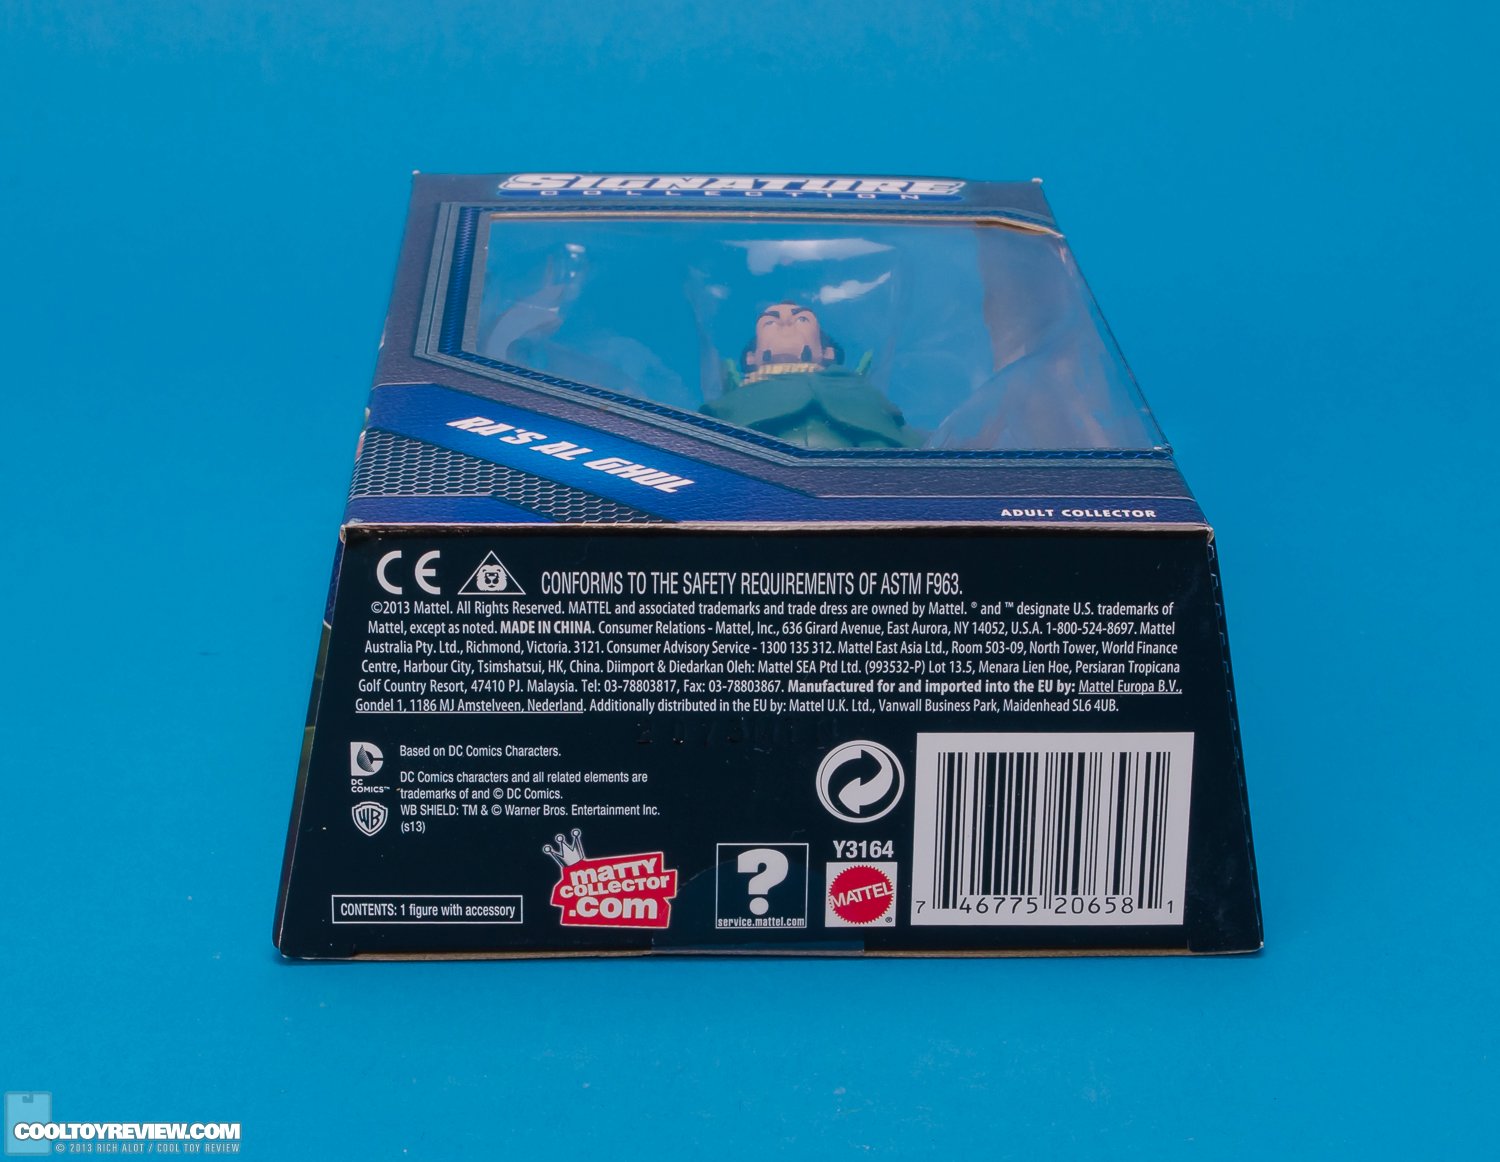 SIGNATURE
COLLECTION
RA'S AL GHUL
ADULT COLLECTOR
CE
CONFORMS TO THE SAFETY REQUIREMENTS OF ASTM F963.
©2013 Mattel. All Rights Reserved. MATTEL and associated trademarks and trade dress are owned by Mattel. ® and ™ designate U.S. trademarks of
Mattel, except as noted. MADE IN CHINA. Consumer Relations - Mattel, Inc., 636 Girard Avenue, East Aurora, NY 14052, U.S.A. 1-800-524-8697. Mattel
Australia Pty. Ltd., Richmond, Victoria. 3121. Consumer Advisory Service - 1300 135 312. Mattel East Asia Ltd., Room 503-09, North Tower, World Finance
Centre, Harbour City, Tsimshatsui, HK, China. Diimport & Diedarkan Oleh: Mattel SEA Ptd Ltd. (993532-P) Lot 13.5, Menara Lien Hoe, Persiaran Tropicana
Golf Country Resort, 47410 PJ. Malaysia. Tel: 03-78803817, Fax: 03-78803867. Manufactured for and imported into the EU by: Mattel Europa B.V.,
Gondel 1, 1186 MJ Amstelveen, Nederland. Additionally distributed in the EU by: Mattel U.K. Ltd., Vanwall Business Park, Maidenhead SL6 4UB.
DC
COMICS™
Based on DC Comics Characters.
DC Comics characters and all related elements are
trademarks of and © DC Comics.
WB
WB SHIELD: TM & © Warner Bros. Entertainment Inc.
(s13)
CONTENTS: 1 figure with accessory
MATTY
COLLECTOR
.COM
?
service.mattel.com
Y3164
MATTEL
®
7 46775 20658 1
COOLTOYREVIEW.COM
© 2013 RICH ALOT / COOL TOY REVIEW